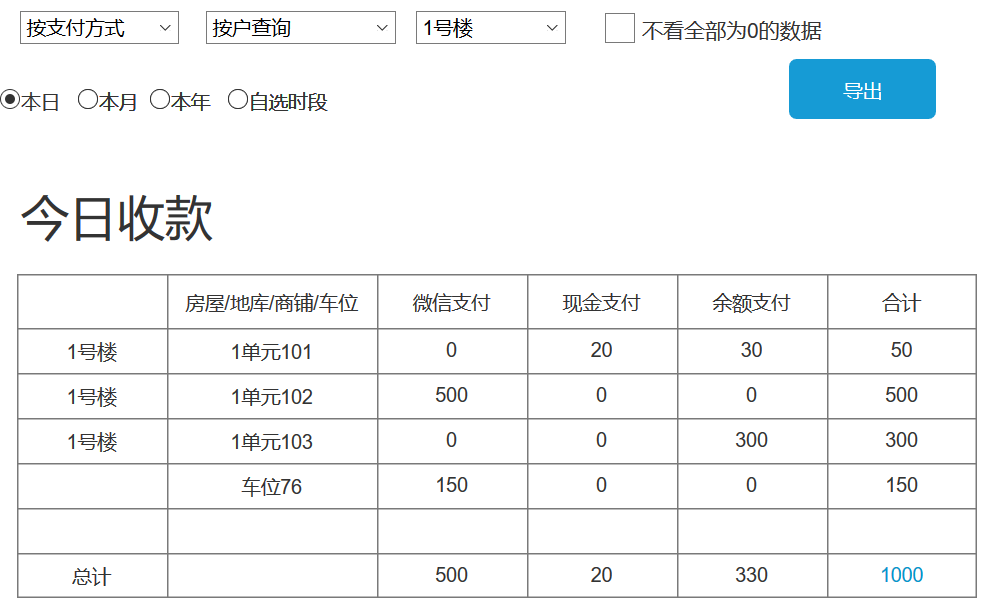 按支付方式 按户查询 1号楼 不看全部为0的数据
本日 本月 本年 自选时段 导出
今日收款
房屋/地库/商铺/车位 微信支付 现金支付 余额支付 合计
1号楼 1单元101 0 20 30 50
1号楼 1单元102 500 0 0 500
1号楼 1单元103 0 0 300 300
车位76 150 0 0 150
总计 500 20 330 1000